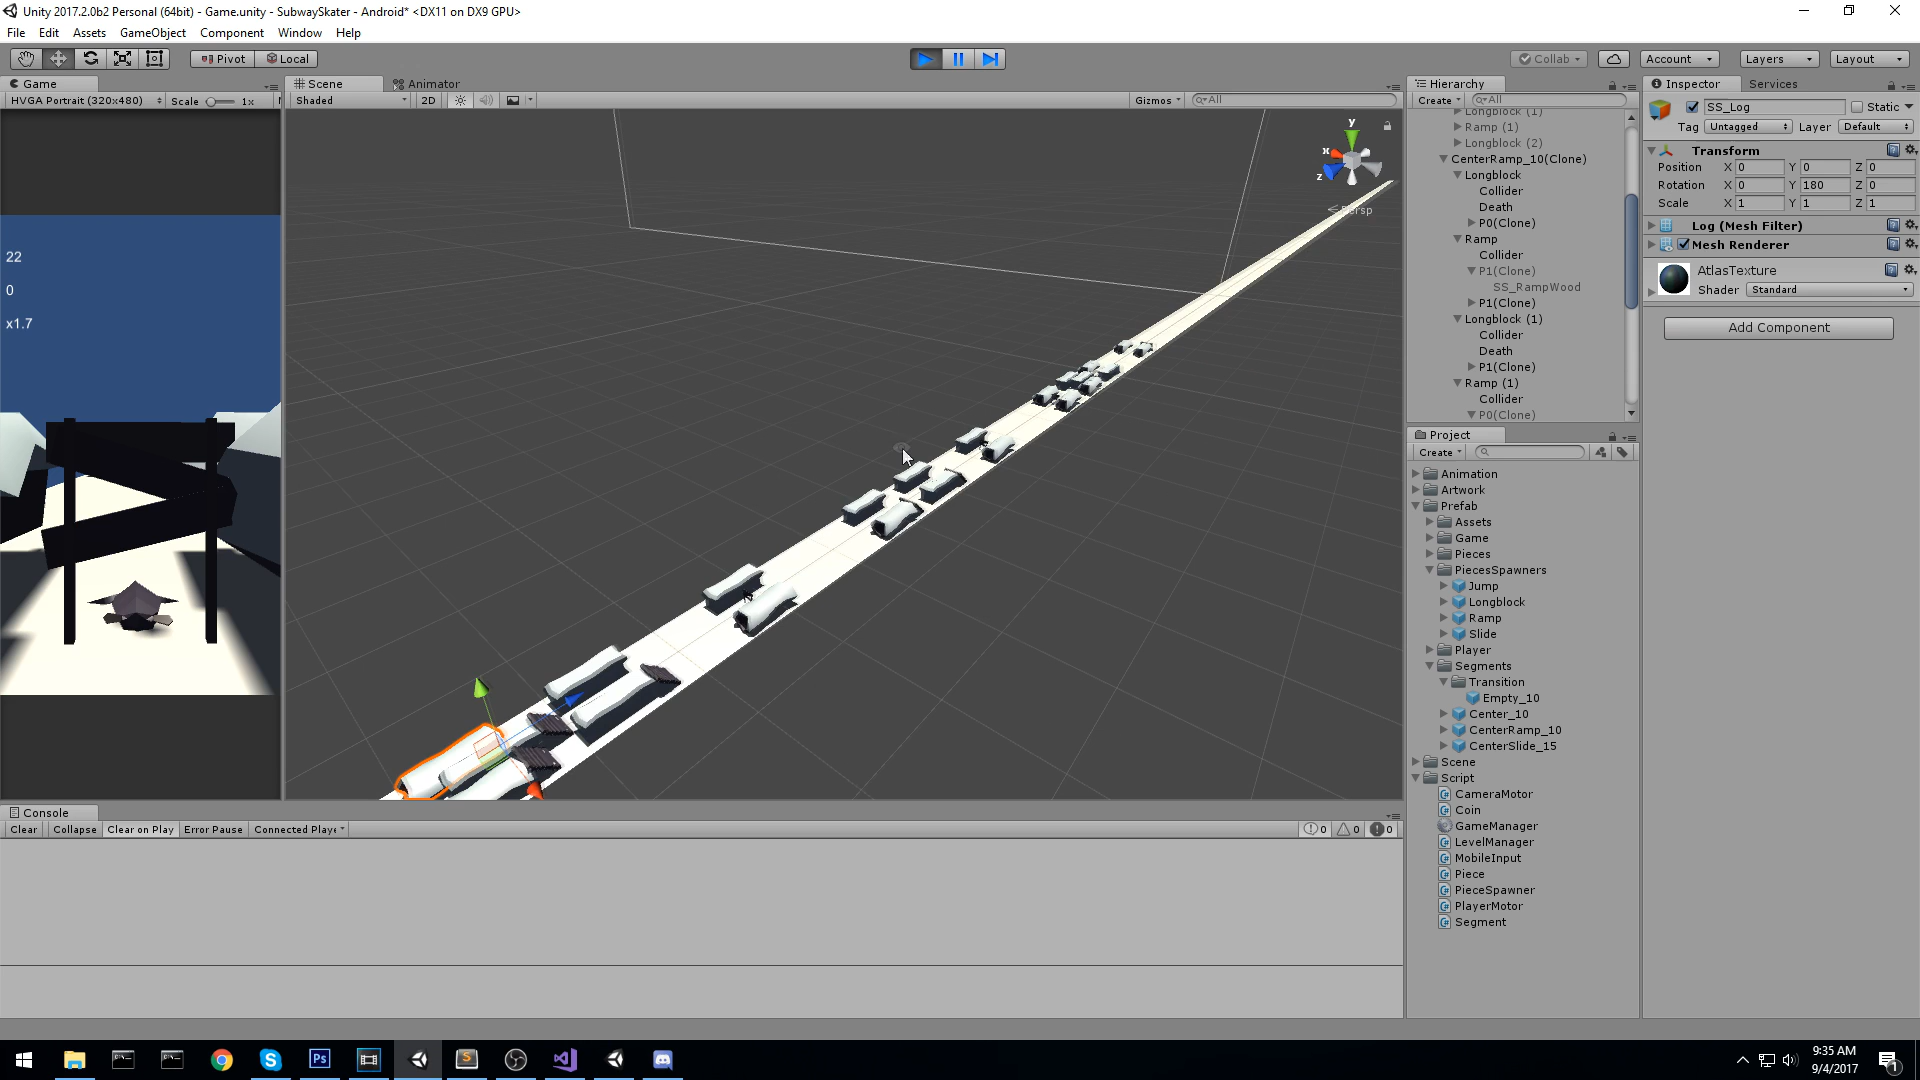 Unity 2017.2.0b2 Personal (64bit) - Game.unity - SubwaySkater - Android* <DX11 on DX9 GPU>
File Edit Assets GameObject Component Window Help
Pivot Local Collab Account Layers Layout
Game Scene Animator Hierarchy Inspector Services
HVGA Portrait (320x480) Scale 1x Shaded 2D Gizmos All Create All
SS_Log Static
Tag Untagged Layer Default
Transform
Position X 0 Y 0 Z 0
Rotation X 0 Y 180 Z 0
Scale X 1 Y 1 Z 1
Log (Mesh Filter)
Mesh Renderer
AtlasTexture
Shader Standard
Add Component
Longblock (1)
Ramp (1)
Longblock (2)
CenterRamp_10(Clone)
Longblock
Collider
Death
P0(Clone)
Ramp
Collider
P1(Clone)
SS_RampWood
P1(Clone)
Longblock (1)
Collider
Death
P1(Clone)
Ramp (1)
Collider
P0(Clone)
y
x
z
Persp
22
0
x1.7
Project
Create
Animation
Artwork
Prefab
Assets
Game
Pieces
PiecesSpawners
Jump
Longblock
Ramp
Slide
Player
Segments
Transition
Empty_10
Center_10
CenterRamp_10
CenterSlide_15
Scene
Script
CameraMotor
Coin
GameManager
LevelManager
MobileInput
Piece
PieceSpawner
PlayerMotor
Segment
Console
Clear Collapse Clear on Play Error Pause Connected Playe 0 0 0
9:35 AM
9/4/2017
1